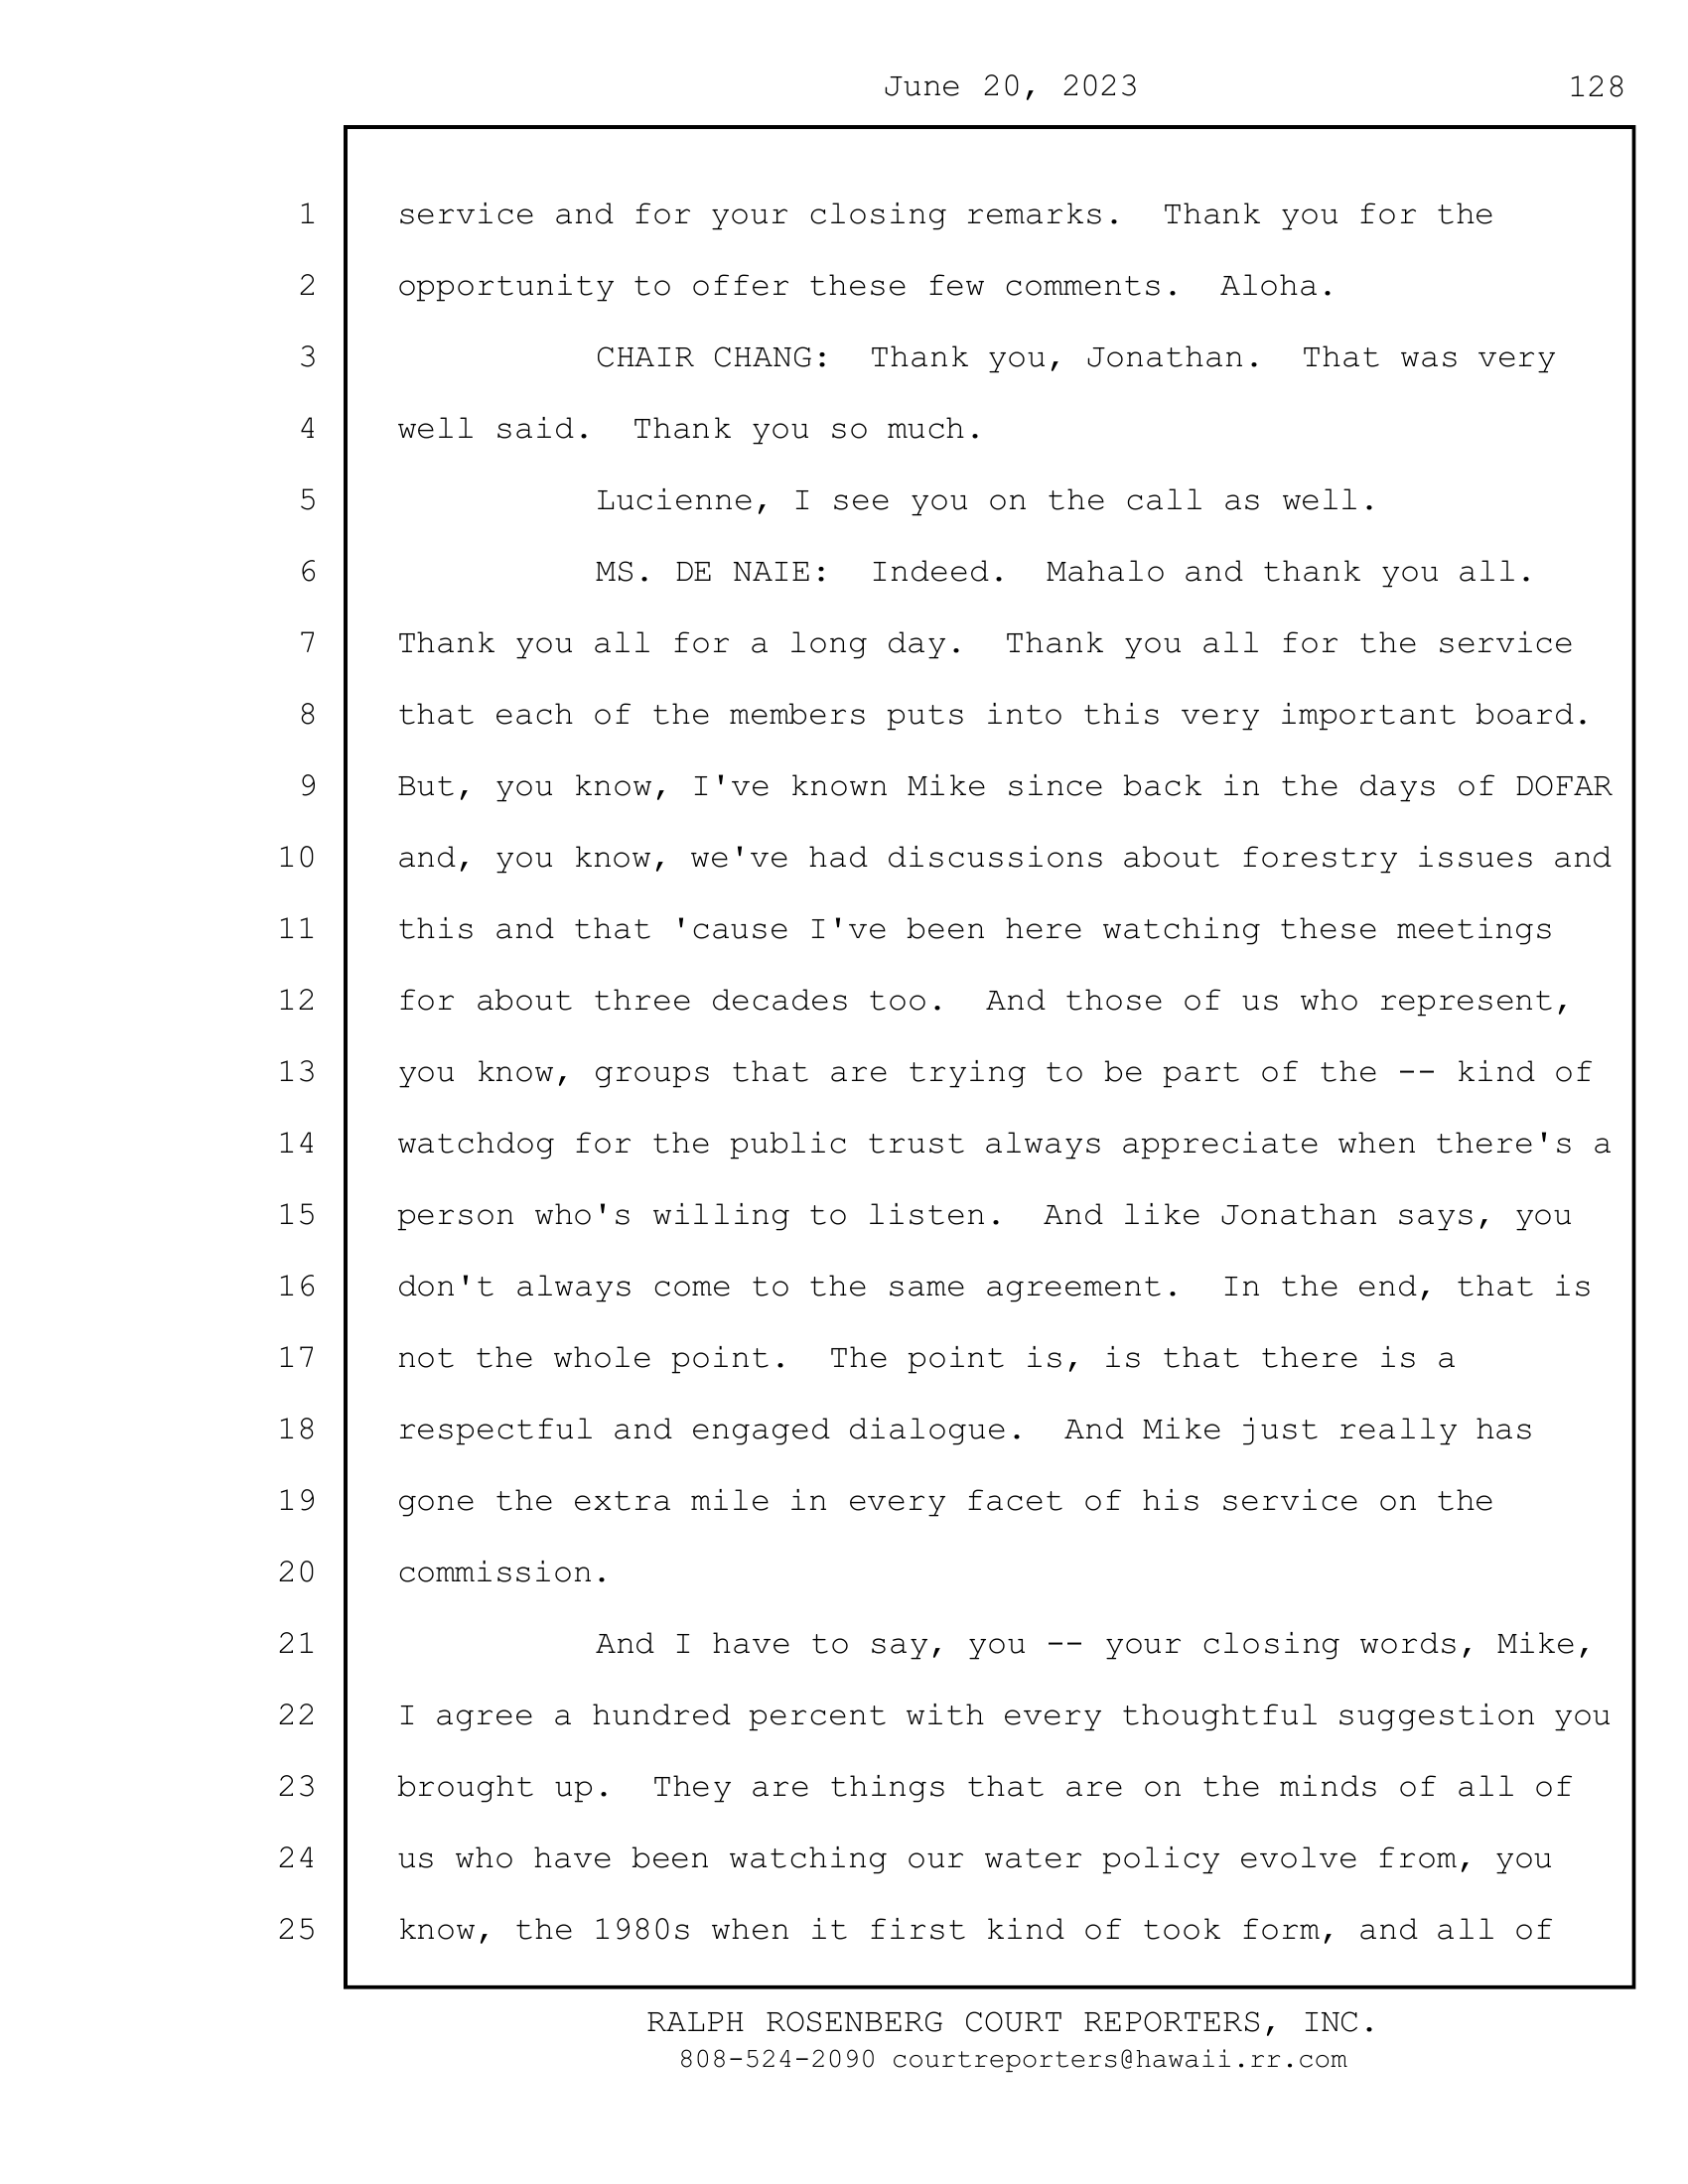 June 20, 2023 128
1 service and for your closing remarks.  Thank you for the
2 opportunity to offer these few comments.  Aloha.
3 CHAIR CHANG:  Thank you, Jonathan.  That was very
4 well said.  Thank you so much.
5 Lucienne, I see you on the call as well.
6 MS. DE NAIE:  Indeed.  Mahalo and thank you all.
7 Thank you all for a long day.  Thank you all for the service
8 that each of the members puts into this very important board.
9 But, you know, I've known Mike since back in the days of DOFAR
10 and, you know, we've had discussions about forestry issues and
11 this and that 'cause I've been here watching these meetings
12 for about three decades too.  And those of us who represent,
13 you know, groups that are trying to be part of the -- kind of
14 watchdog for the public trust always appreciate when there's a
15 person who's willing to listen.  And like Jonathan says, you
16 don't always come to the same agreement.  In the end, that is
17 not the whole point.  The point is, is that there is a
18 respectful and engaged dialogue.  And Mike just really has
19 gone the extra mile in every facet of his service on the
20 commission.
21 And I have to say, you -- your closing words, Mike,
22 I agree a hundred percent with every thoughtful suggestion you
23 brought up.  They are things that are on the minds of all of
24 us who have been watching our water policy evolve from, you
25 know, the 1980s when it first kind of took form, and all of
RALPH ROSENBERG COURT REPORTERS, INC.
808-524-2090 courtreporters@hawaii.rr.com